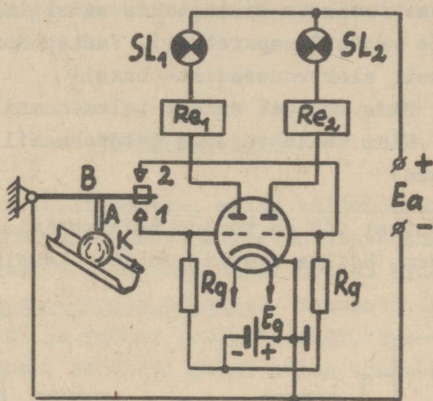 SL₁
SL₂
Re₁
Re₂
B
2
+
A
1
Ea
-
K
Rg
Rg
Eg
- +